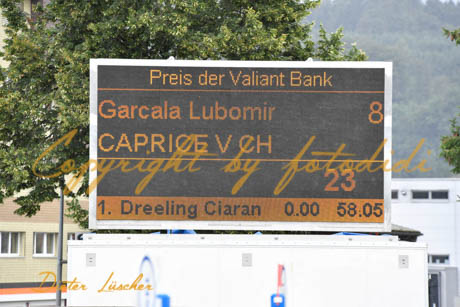 Preis der Valiant Bank
Garcala Lubomir 8
CAPRICE V CH
23
1. Dreeling Ciaran 0.00 58.05
Copyright by fotodidi
Dieter Lüscher